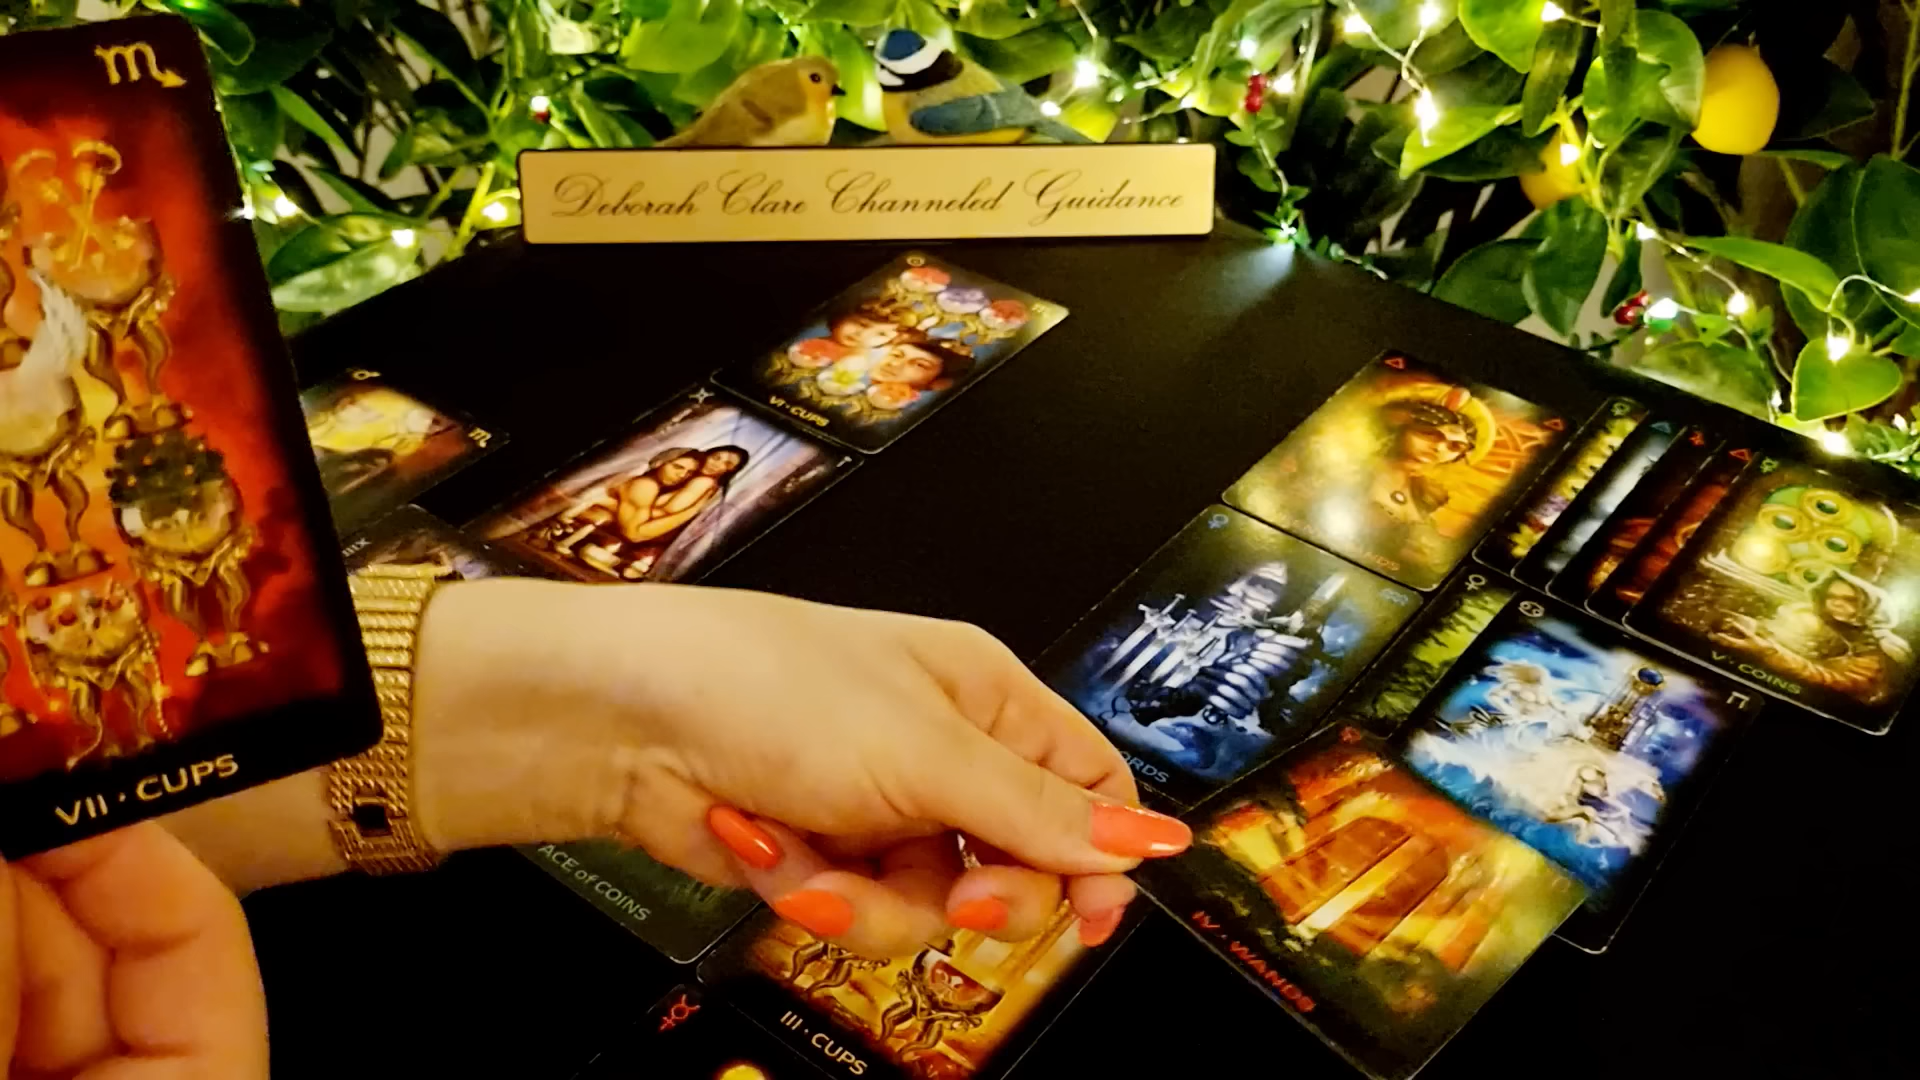 Deborah Clare Channeled Guidance
VI · CUPS
VII · CUPS
V · COINS
ACE of COINS
IV · WANDS
III · CUPS